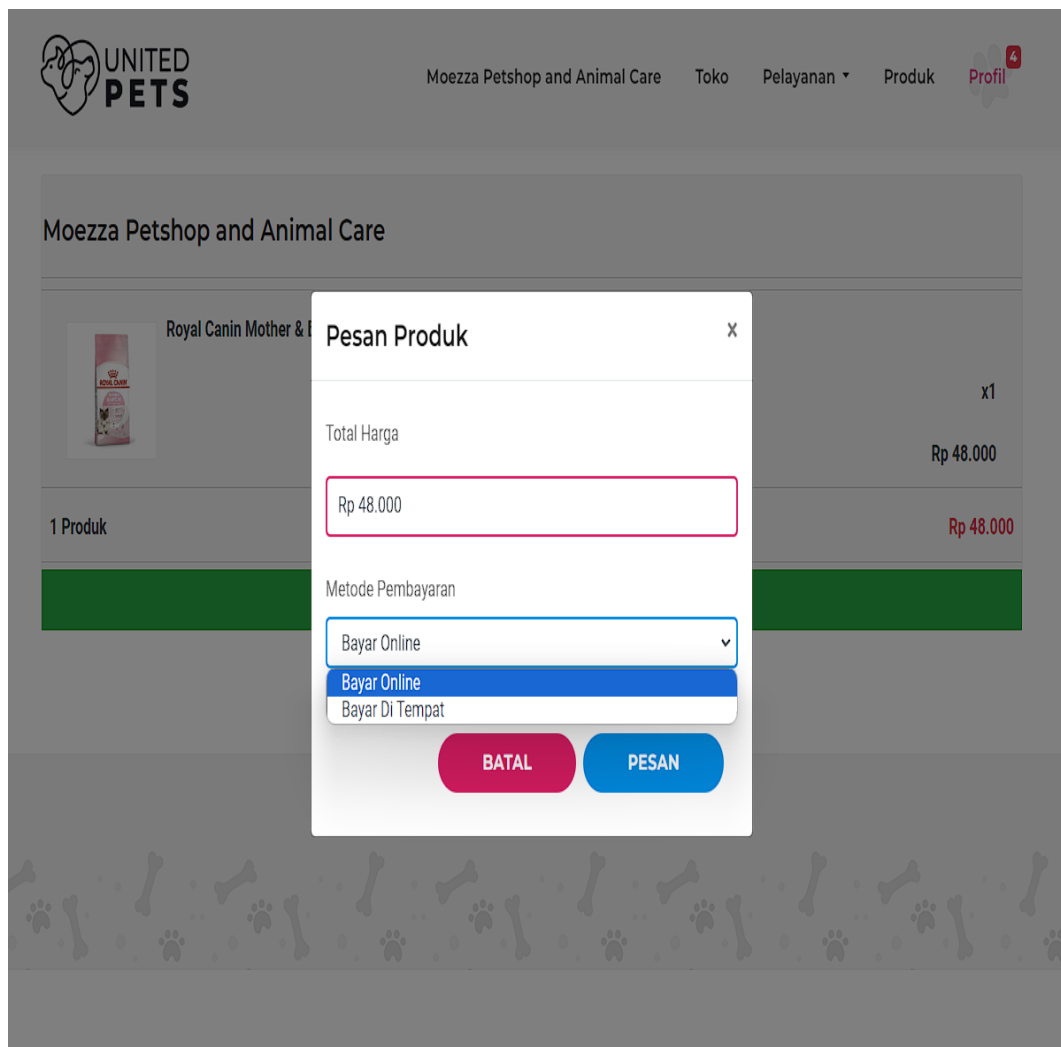 UNITED
PETS
Moezza Petshop and Animal Care Toko Pelayanan Produk Profil 4
Moezza Petshop and Animal Care
Royal Canin Mother &
x1
Rp 48.000
1 Produk Rp 48.000
Pesan Produk x
Total Harga
Rp 48.000
Metode Pembayaran
Bayar Online
Bayar Online
Bayar Di Tempat
BATAL PESAN
ROYAL CANIN